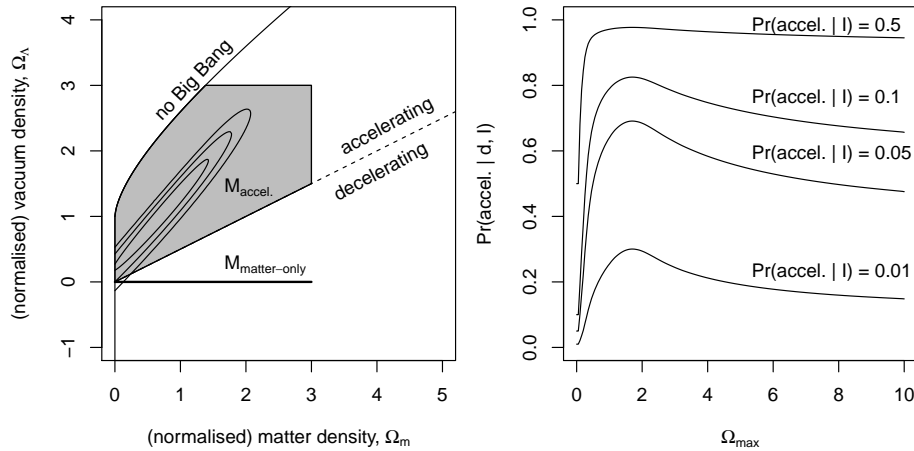 no Big Bang
accelerating
decelerating
M_accel.
M_matter−only
−1
0
1
2
3
4
(normalised) vacuum density, Ω_Λ
0
1
2
3
4
5
(normalised) matter density, Ω_m
Pr(accel. | I) = 0.5
Pr(accel. | I) = 0.1
Pr(accel. | I) = 0.05
Pr(accel. | I) = 0.01
0.0
0.2
0.4
0.6
0.8
1.0
Pr(accel. | d, I)
0
2
4
6
8
10
Ω_max